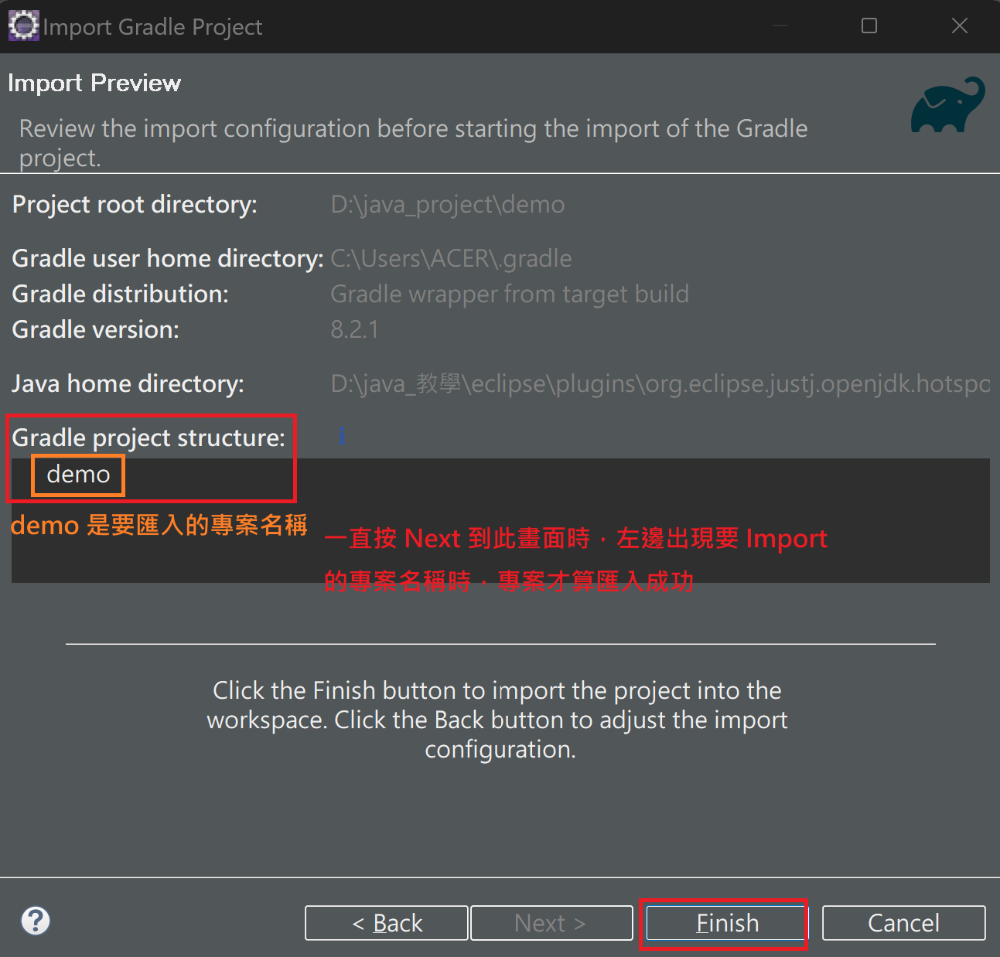 Import Gradle Project
Import Preview
Review the import configuration before starting the import of the Gradle
project.
Project root directory: D:\java_project\demo
Gradle user home directory: C:\Users\ACER\.gradle
Gradle distribution: Gradle wrapper from target build
Gradle version: 8.2.1
Java home directory: D:\java_教學\eclipse\plugins\org.eclipse.justj.openjdk.hotspo
Gradle project structure:
demo
demo 是要匯入的專案名稱
一直按 Next 到此畫面時，左邊出現要 Import
的專案名稱時，專案才算匯入成功
Click the Finish button to import the project into the
workspace. Click the Back button to adjust the import
configuration.
? < Back Next > Finish Cancel